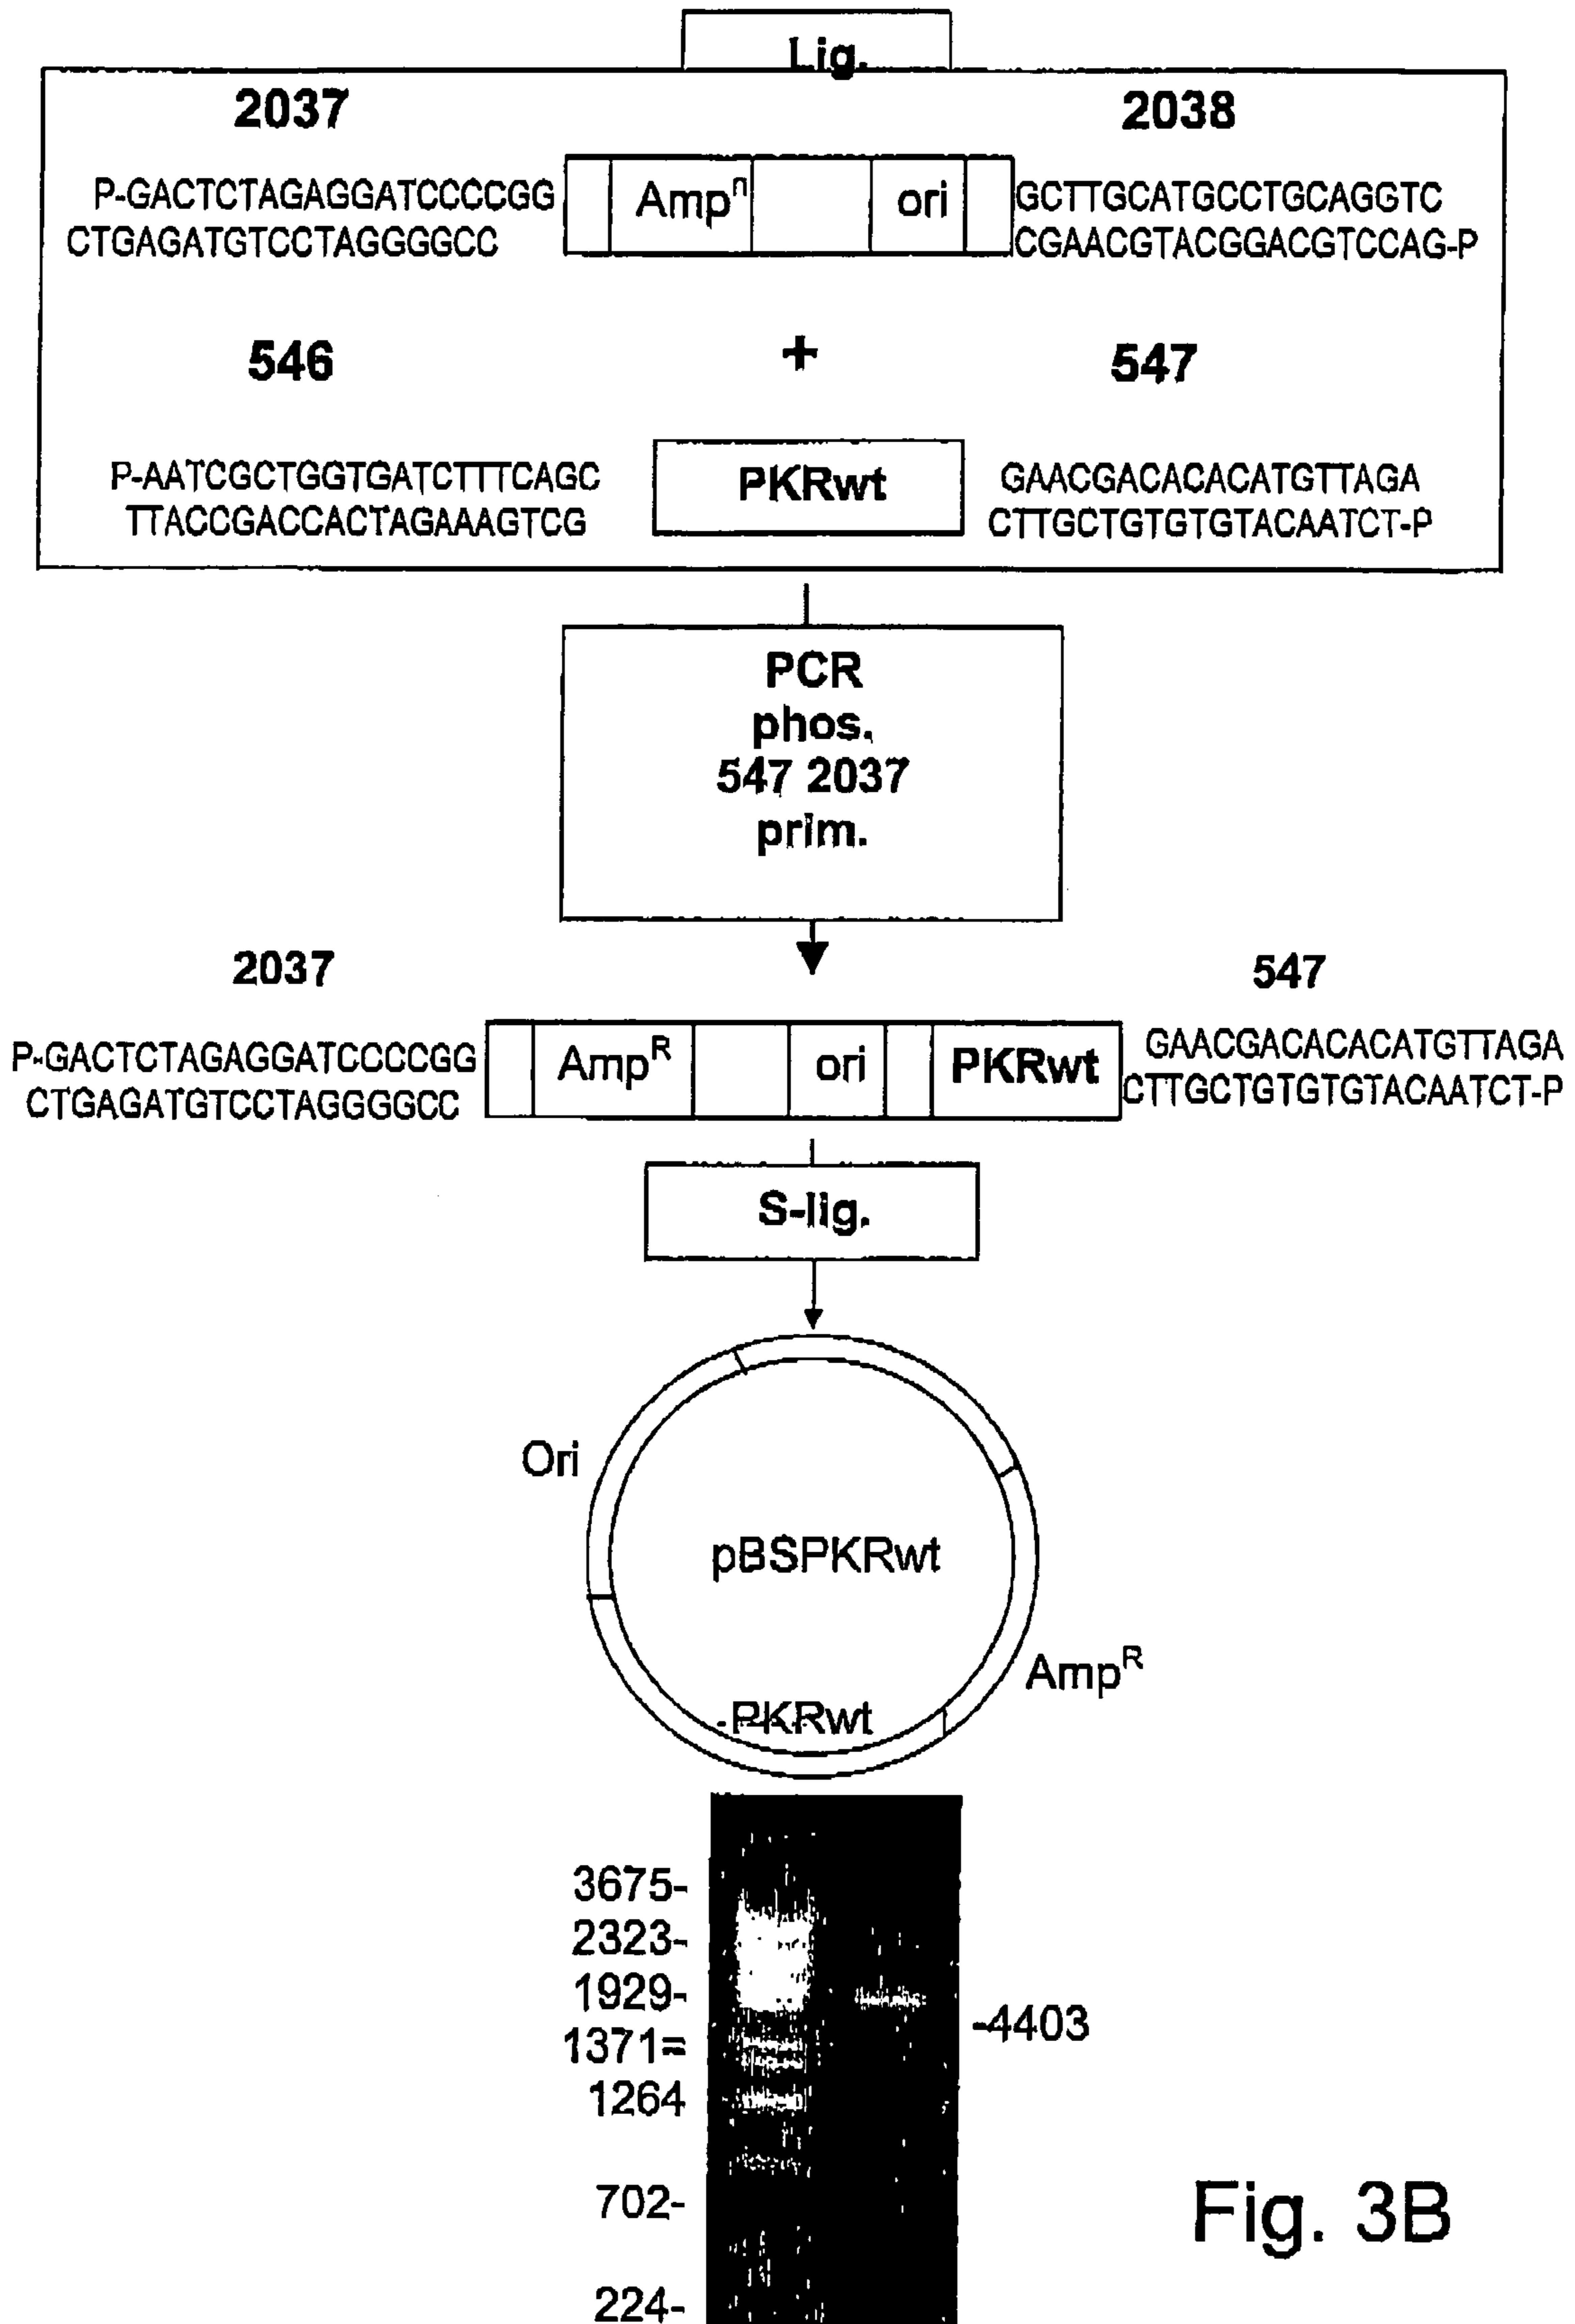 Lig.
2037 2038
P-GACTCTAGAGGATCCCCGG Ampⁿ ori GCTTGCATGCCTGCAGGTC
CTGAGATGTCCTAGGGGCC CGAACGTACGGACGTCCAG-P
546 + 547
P-AATCGCTGGTGATCTTTCAGC PKRwt GAACGACACACATGTTAGA
TTACCGACCACTAGAAAGTCG CTTGCTGTGTGTACAATCT-P
PCR
phos.
547 2037
prim.
2037 547
P-GACTCTAGAGGATCCCCGG Amp^R ori PKRwt GAACGACACACATGTTAGA
CTGAGATGTCCTAGGGGCC CTTGCTGTGTGTACAATCT-P
S-lig.
Ori
pBSPKRwt
Amp^R
PKRwt
3675-
2323-
1929-
-4403
1371=
1264
702-
224-
Fig. 3B